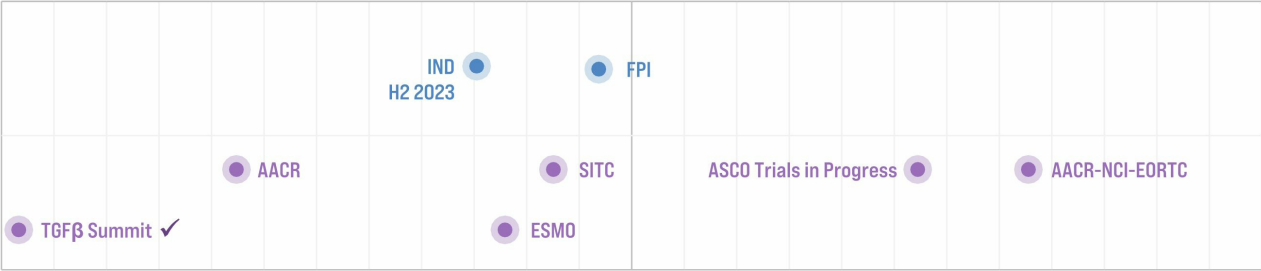 IND
H2 2023
FPI
AACR
SITC
ASCO Trials in Progress
AACR-NCI-EORTC
TGFβ Summit ✓
ESMO